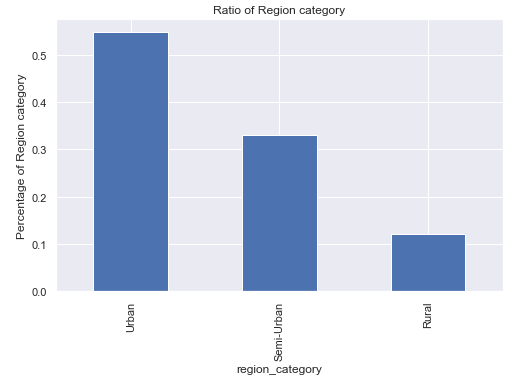 Ratio of Region category
Percentage of Region category
0.5
0.4
0.3
0.2
0.1
0.0
Urban
Semi-Urban
Rural
region_category